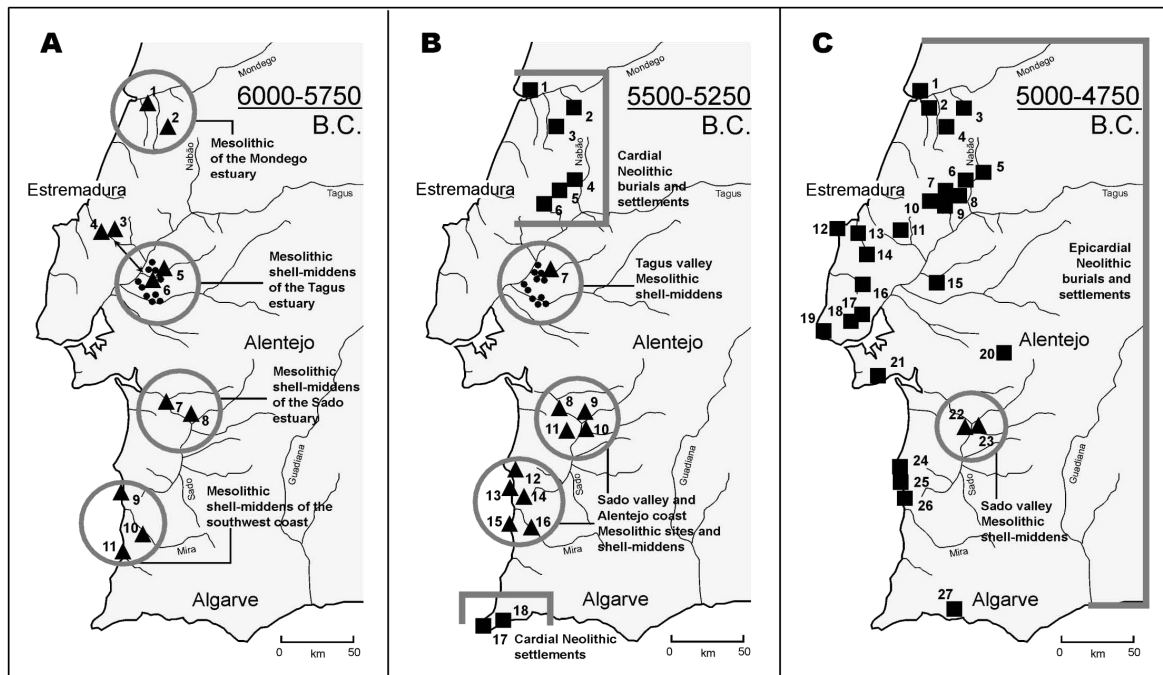 A
6000-5750
B.C.
Mondego
1
2
Mesolithic
of the Mondego
estuary
Nabão
Estremadura
Tagus
4
3
5
6
Mesolithic
shell-middens
of the Tagus
estuary
Alentejo
Mesolithic
shell-middens
of the Sado
estuary
7
8
Sado
Guadiana
9
Mesolithic
shell-middens of the
southwest coast
10
11
Mira
Algarve
0
50
km
B
5500-5250
B.C.
Mondego
1
2
3
Nabão
Cardial
Neolithic
burials and
settlements
4
5
6
Tagus
7
Tagus valley
Mesolithic
shell-middens
Alentejo
8
9
11
10
12
13
14
15
16
Sado
Guadiana
Sado valley and
Alentejo coast
Mesolithic sites and
shell-middens
Mira
Algarve
18
17
Cardial Neolithic
settlements
0
50
km
C
5000-4750
B.C.
Mondego
1
2
3
4
Nabão
5
6
7
8
10
9
Tagus
12
13
11
14
Epicardial
Neolithic
burials and
settlements
15
16
17
18
19
Alentejo
20
21
22
23
24
25
26
Sado
Guadiana
Sado valley
Mesolithic
shell-middens
Mira
27
Algarve
0
50
km